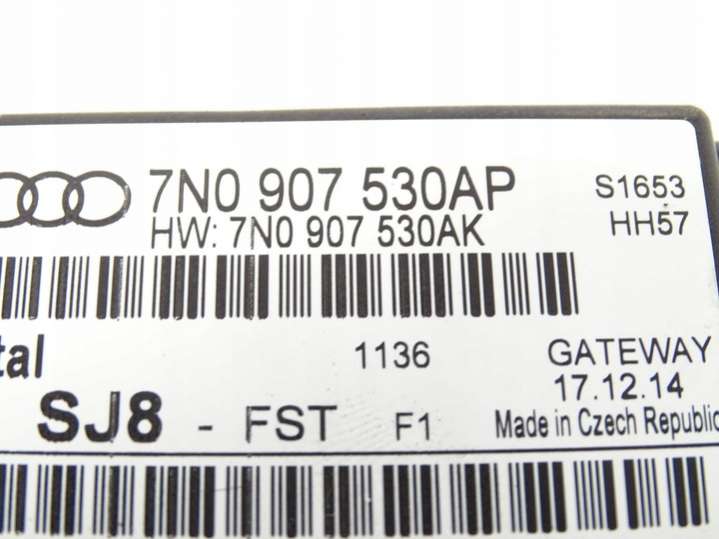 7N0 907 530AP
S1653
HW: 7N0 907 530AK
HH57
1136
GATEWAY
17.12.14
SJ8 - FST F1
Made in Czech Republic